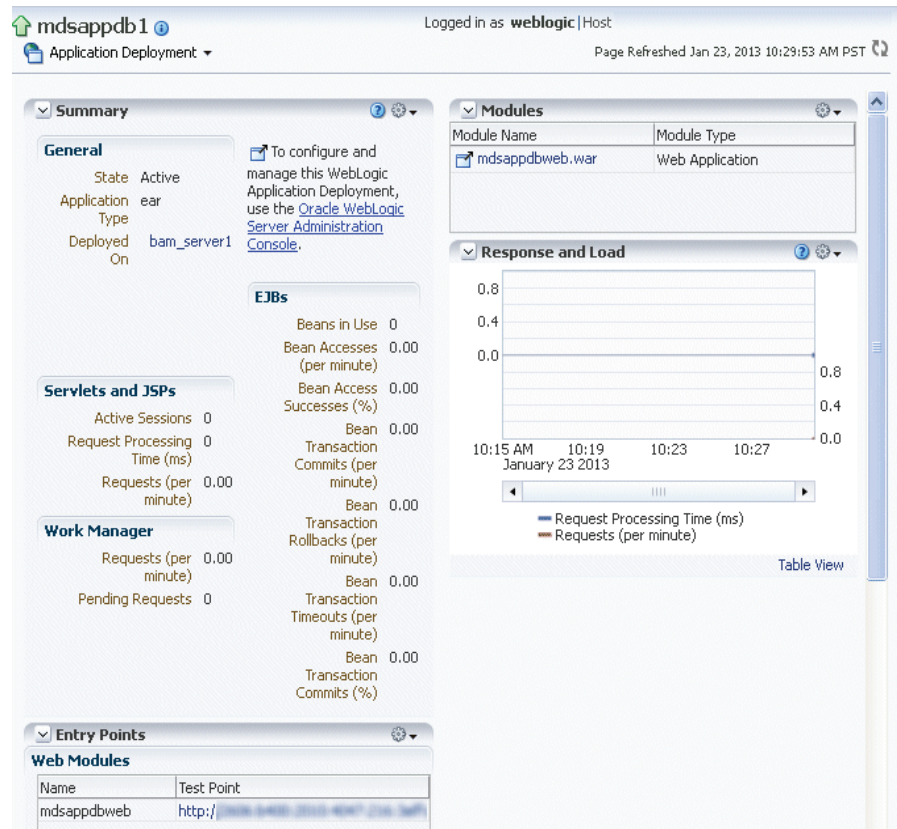 mdsappdb1
Logged in as weblogic|Host
Application Deployment
Page Refreshed Jan 23, 2013 10:29:53 AM PST
Summary
General
State Active
Application ear
Type
Deployed bam_server1
On
To configure and
manage this WebLogic
Application Deployment,
use the Oracle WebLogic
Server Administration
Console.
EJBs
Beans in Use 0
Bean Accesses 0.00
(per minute)
Bean Access 0.00
Successes (%)
Bean 0.00
Transaction
Commits (per
minute)
Bean 0.00
Transaction
Rollbacks (per
minute)
Bean 0.00
Transaction
Timeouts (per
minute)
Bean 0.00
Transaction
Commits (%)
Servlets and JSPs
Active Sessions 0
Request Processing 0
Time (ms)
Requests (per 0.00
minute)
Work Manager
Requests (per 0.00
minute)
Pending Requests 0
Modules
Module Name Module Type
mdsappdbweb.war Web Application
Response and Load
0.8
0.4
0.0
0.8
0.4
0.0
10:15 AM 10:19 10:23 10:27
January 23 2013
Request Processing Time (ms)
Requests (per minute)
Table View
Entry Points
Web Modules
Name Test Point
mdsappdbweb http:/